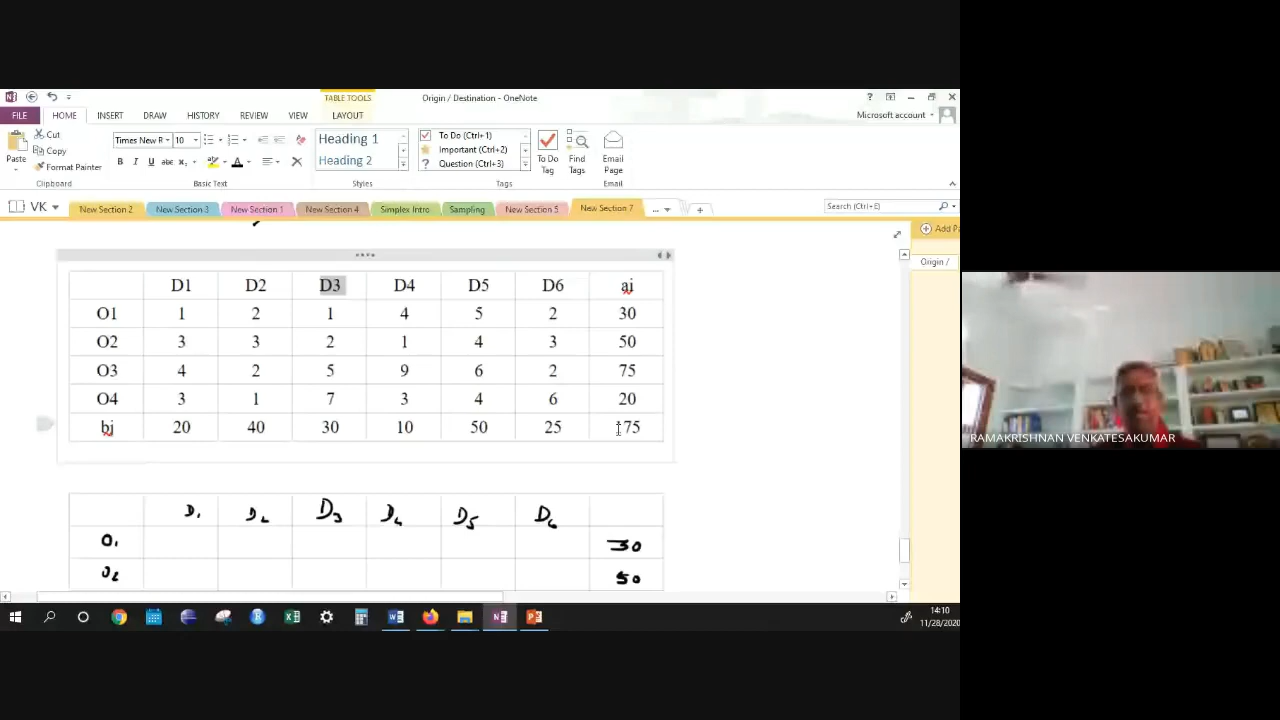 TABLE TOOLS
Origin / Destination - OneNote
FILE HOME INSERT DRAW HISTORY REVIEW VIEW LAYOUT
Microsoft account
Paste
Cut
Copy
Format Painter
Clipboard
Times New R 10
B I U abc
Basic Text
Heading 1
Heading 2
Styles
To Do (Ctrl+1)
Important (Ctrl+2)
Question (Ctrl+3)
Tags
To Do Tag
Find Tags
Email Page
Email
VK
New Section 2 New Section 3 New Section 1 New Section 4 Simplex Intro Sampling New Section 5 New Section 7
Search (Ctrl+E)
Origin /
D1 D2 D3 D4 D5 D6 ai
O1 1 2 1 4 5 2 30
O2 3 3 2 1 4 3 50
O3 4 2 5 9 6 2 75
O4 3 1 7 3 4 6 20
bj 20 40 30 10 50 25 175
D1 D2 D3 D4 D5 D6
O1 30
O2 50
14:10
11/28/2020
RAMAKRISHNAN VENKATESAKUMAR